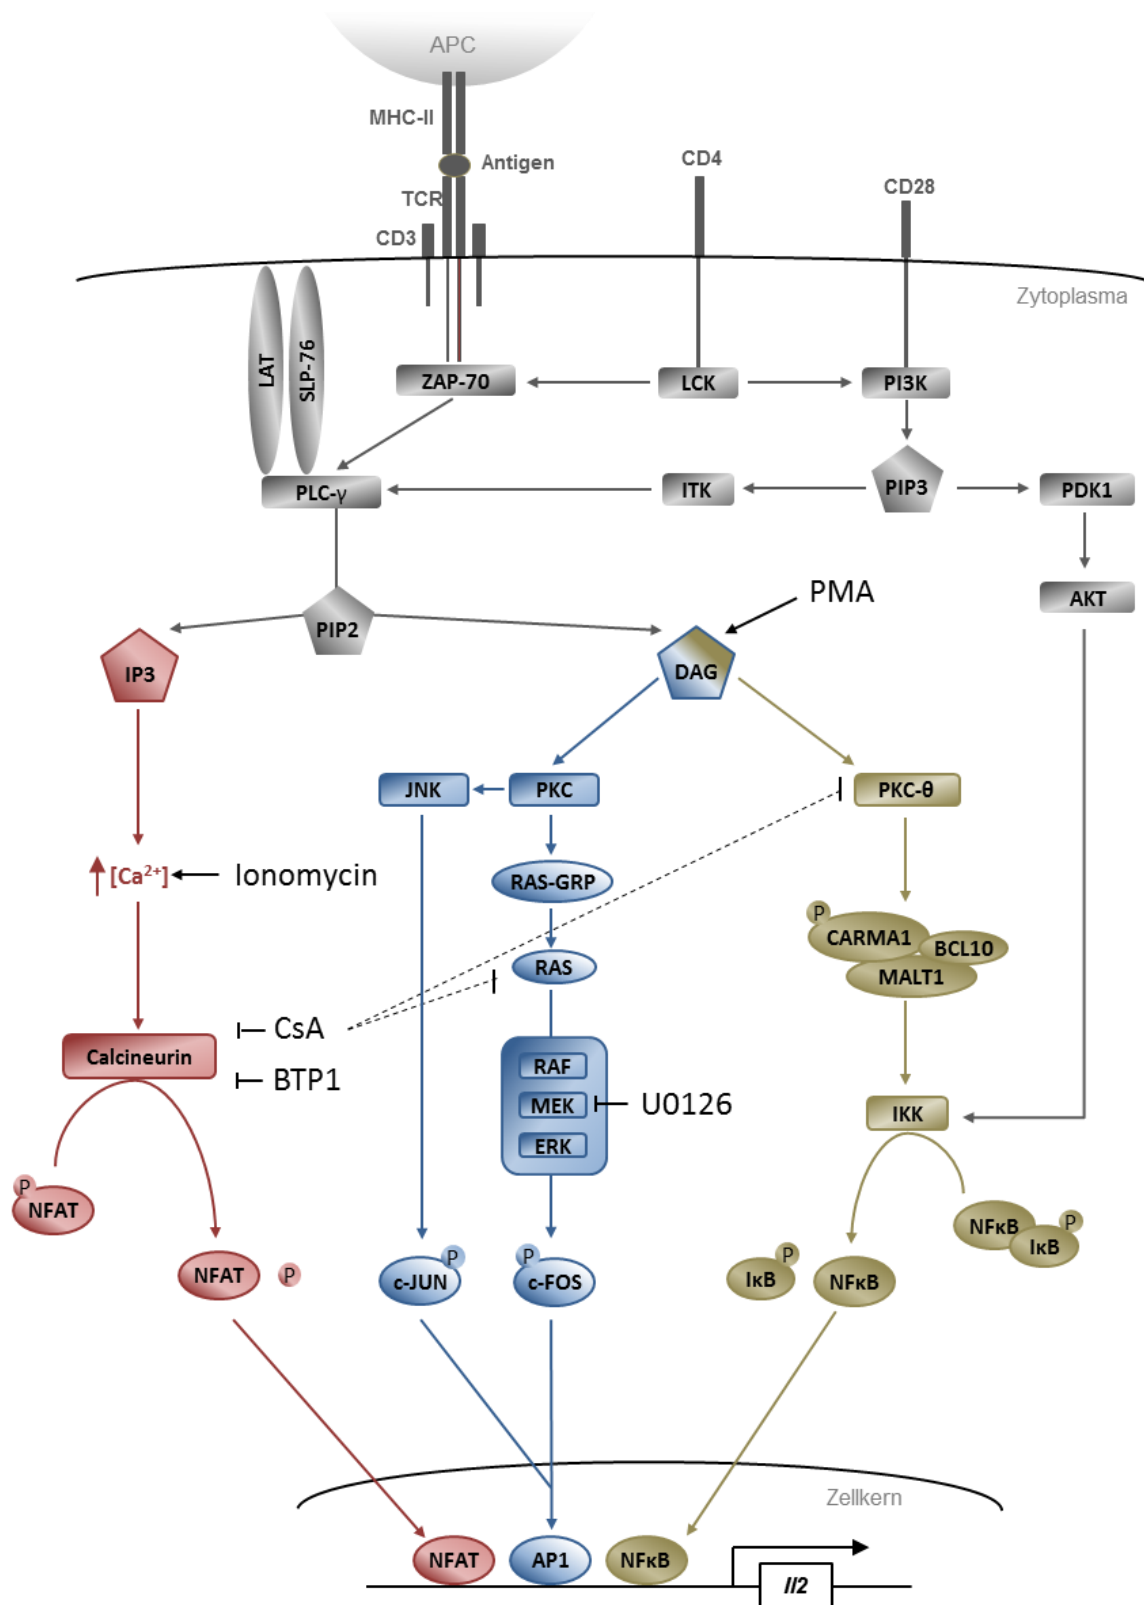 APC
MHC-II
Antigen
TCR
CD3
CD4
CD28
Zytoplasma
LAT
SLP-76
ZAP-70
LCK
PI3K
PLC-γ
ITK
PIP3
PDK1
PMA
AKT
PIP2
IP3
DAG
JNK
PKC
PKC-θ
[Ca²⁺]
Ionomycin
RAS-GRP
P
CARMA1
BCL10
MALT1
RAS
CsA
Calcineurin
BTP1
RAF
MEK
ERK
U0126
IKK
P
NFAT
NFκB
P
IκB
NFAT
P
P
c-JUN
P
c-FOS
P
IκB
NFκB
Zellkern
NFAT
AP1
NFκB
Il2